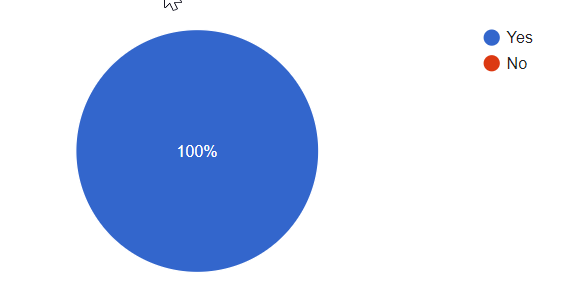 Yes
No
100%